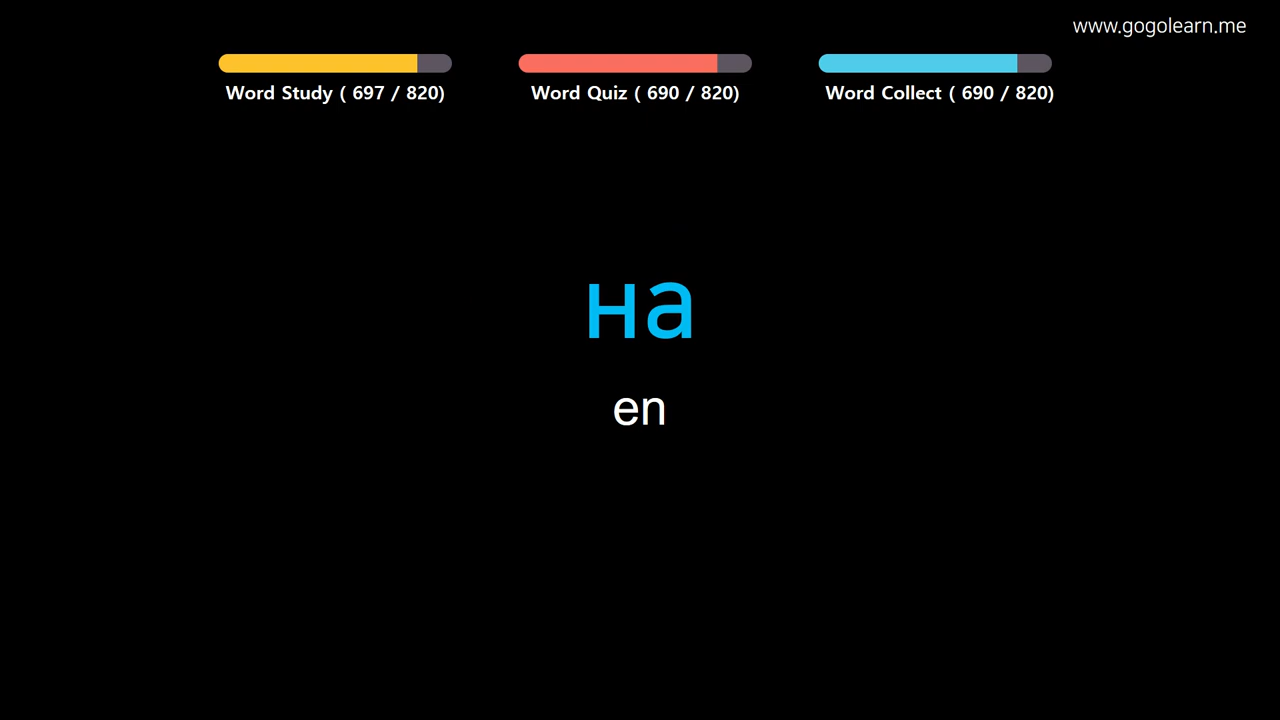 www.gogolearn.me
Word Study ( 697 / 820)
Word Quiz ( 690 / 820)
Word Collect ( 690 / 820)
на
en